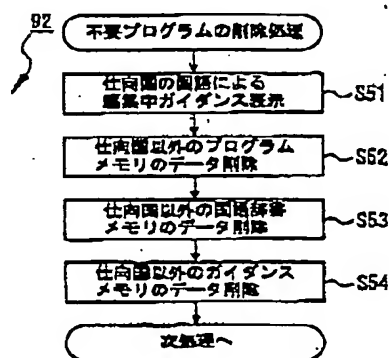 92
不要プログラムの削除処理
仕向国の国語による
編集中ガイダンス表示
S51
仕向国以外のプログラム
メモリのデータ削除
S52
仕向国以外の国語辞書
メモリのデータ削除
S53
仕向国以外のガイダンス
メモリのデータ削除
S54
次処理へ